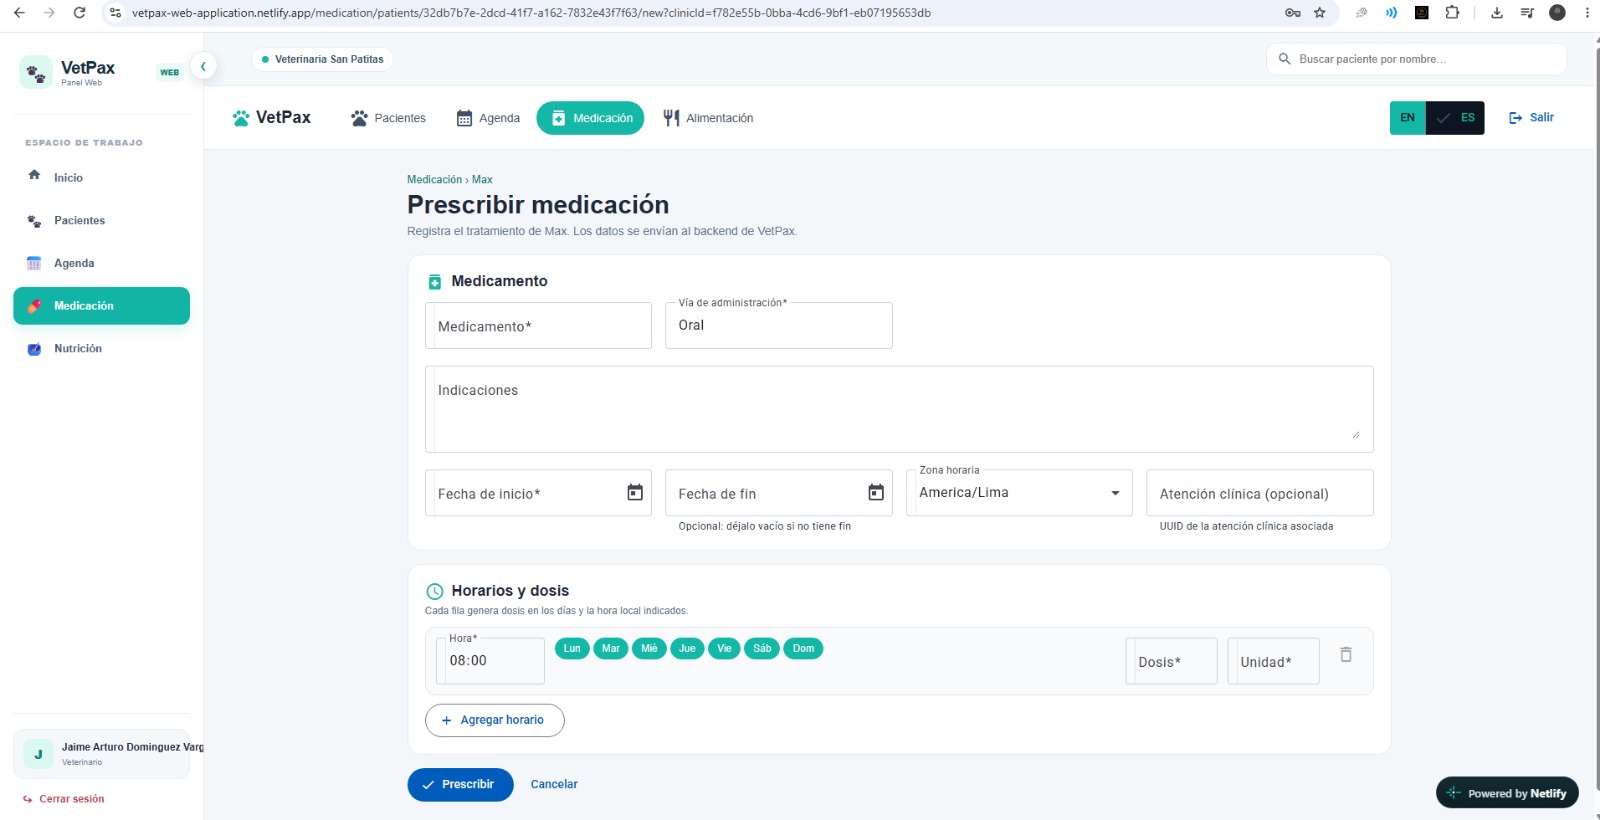 vetpax-web-application.netlify.app/medication/patients/32db7b7e-2dcd-41f7-a162-7832e43f7f63/new?clinicId=f782e55b-0bba-4cd6-9bf1-eb07195653db
VetPax
Panel Web
WEB
Veterinaria San Patitas
Buscar paciente por nombre...
VetPax
Pacientes
Agenda
Medicación
Alimentación
EN
ES
Salir
ESPACIO DE TRABAJO
Inicio
Pacientes
Agenda
Medicación
Nutrición
Medicación › Max
Prescribir medicación
Registra el tratamiento de Max. Los datos se envían al backend de VetPax.
Medicamento
Medicamento*
Vía de administración*
Oral
Indicaciones
Fecha de inicio*
Fecha de fin
Opcional: déjalo vacío si no tiene fin
Zona horaria
America/Lima
Atención clínica (opcional)
UUID de la atención clínica asociada
Horarios y dosis
Cada fila genera dosis en los días y la hora local indicados.
Hora*
08:00
Lun Mar Mié Jue Vie Sáb Dom
Dosis*
Unidad*
+ Agregar horario
Prescribir
Cancelar
J
Jaime Arturo Dominguez Varg
Veterinario
Cerrar sesión
Powered by Netlify